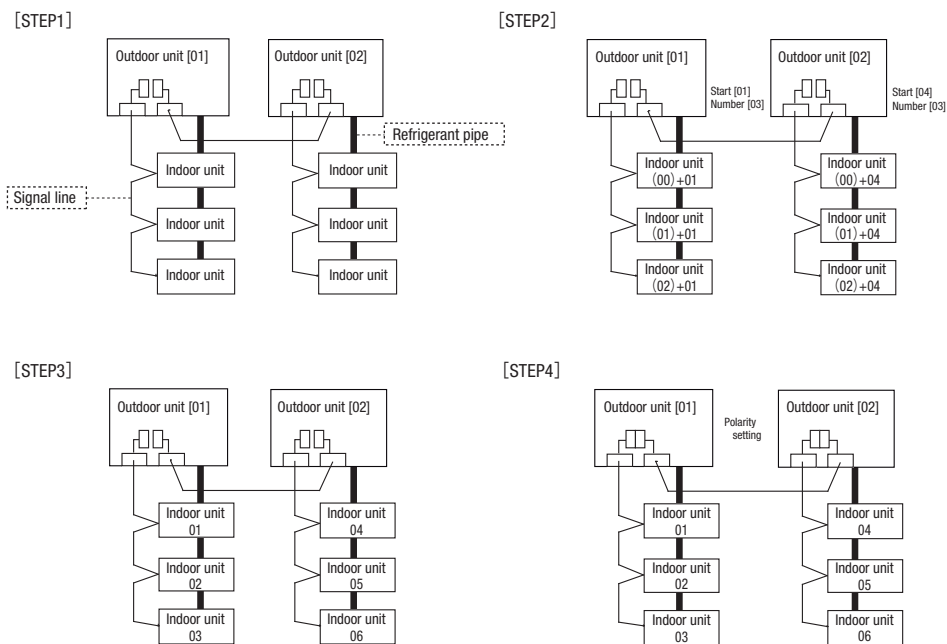 [STEP1]
Outdoor unit [01]
Outdoor unit [02]
Refrigerant pipe
Signal line
Indoor unit
Indoor unit
Indoor unit
Indoor unit
Indoor unit
Indoor unit
[STEP2]
Outdoor unit [01]
Start [01]
Number [03]
Outdoor unit [02]
Start [04]
Number [03]
Indoor unit
(00)+01
Indoor unit
(01)+01
Indoor unit
(02)+01
Indoor unit
(00)+04
Indoor unit
(01)+04
Indoor unit
(02)+04
[STEP3]
Outdoor unit [01]
Outdoor unit [02]
Indoor unit
01
Indoor unit
02
Indoor unit
03
Indoor unit
04
Indoor unit
05
Indoor unit
06
[STEP4]
Outdoor unit [01]
Polarity
setting
Outdoor unit [02]
Indoor unit
01
Indoor unit
02
Indoor unit
03
Indoor unit
04
Indoor unit
05
Indoor unit
06